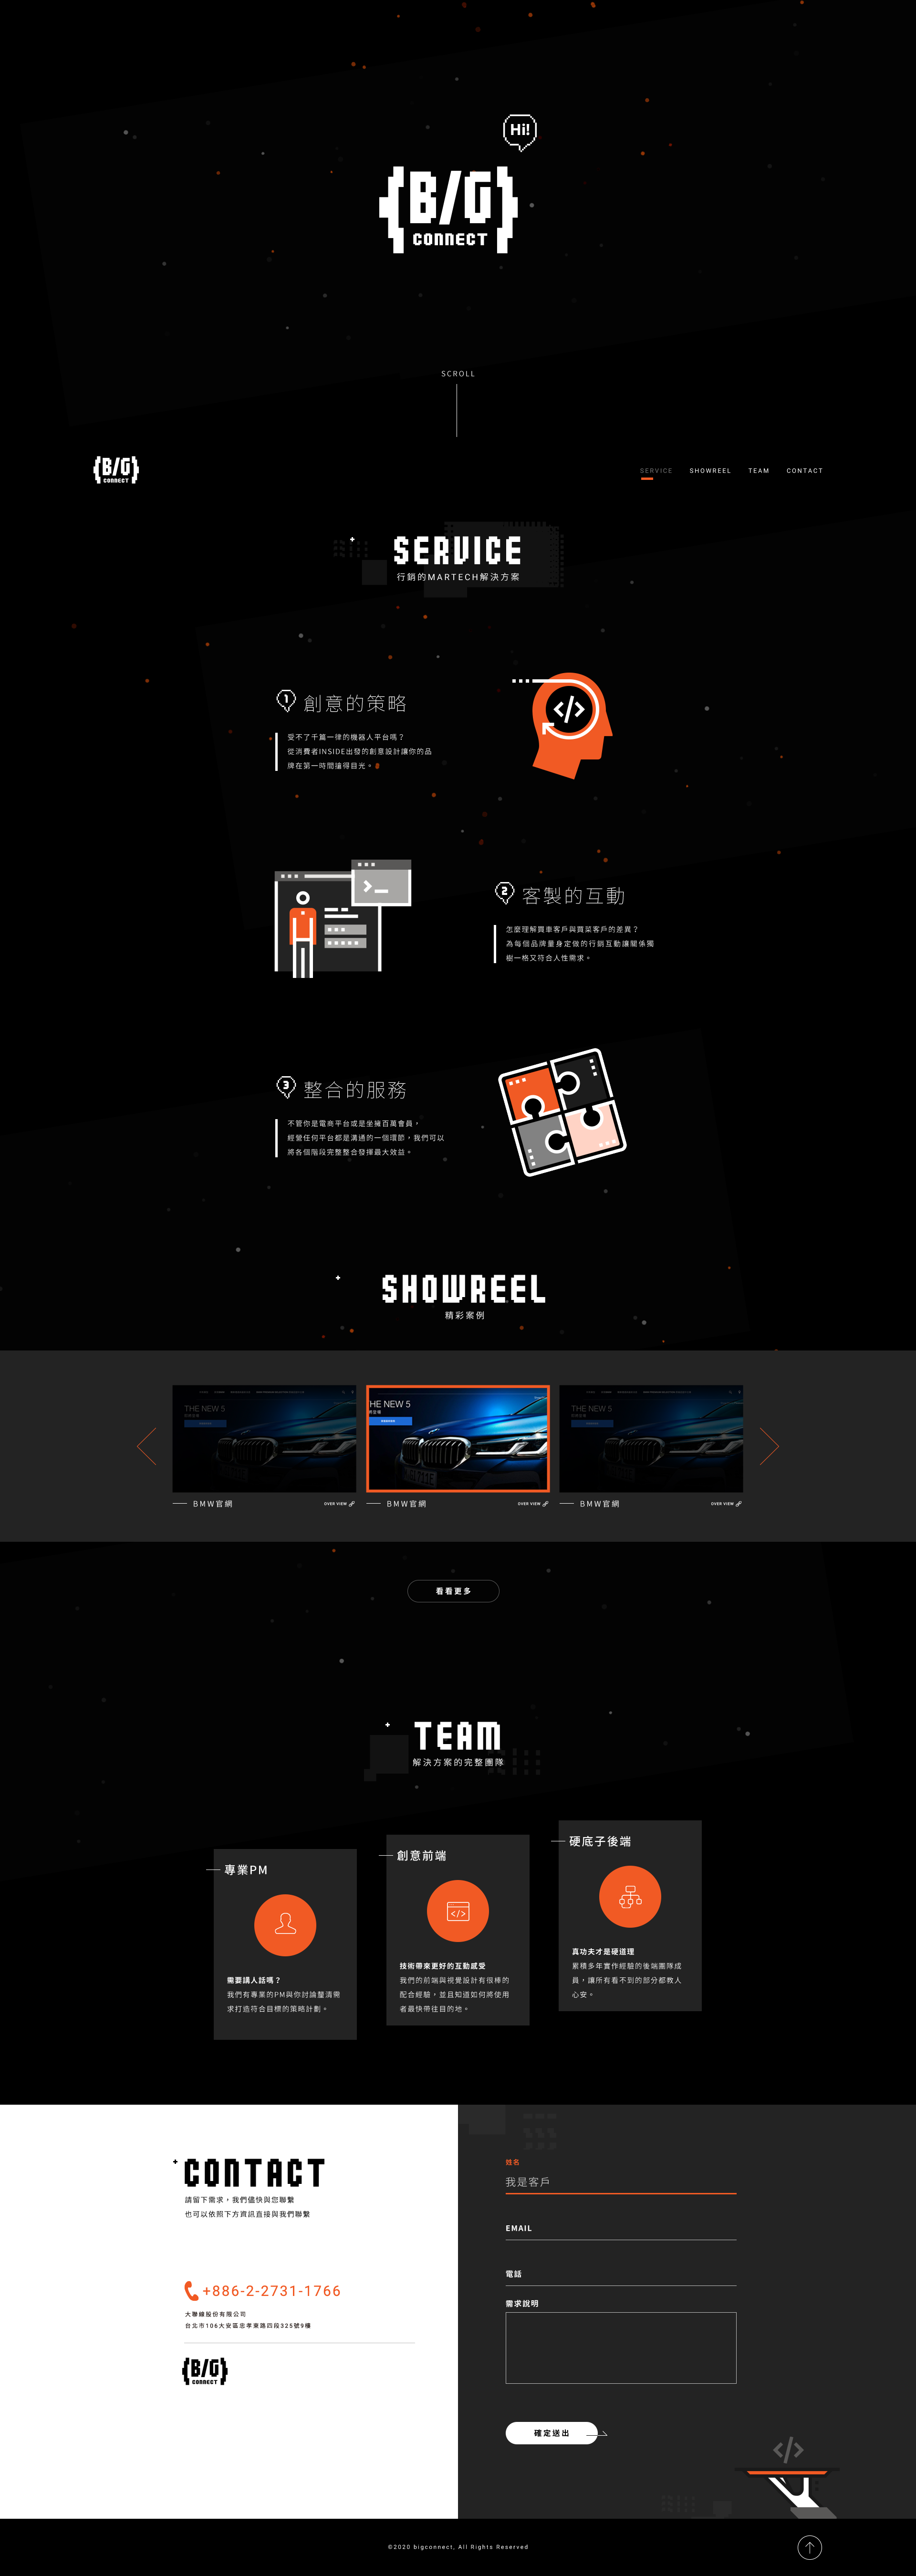 Hi!
{B/G}
CONNECT
SCROLL
{B/G}
CONNECT
SERVICE SHOWREEL TEAM CONTACT
SERVICE
行銷的MARTECH解決方案
1 創意的策略
受不了千篇一律的機器人平台嗎？
從消費者INSIDE出發的創意設計讓你的品
牌在第一時間攘得目光。
</>
2 客製的互動
怎麼理解買車客戶與買菜客戶的差異？
為每個品牌量身定做的行銷互動讓關係獨
樹一格又符合人性需求。
3 整合的服務
不管你是電商平台或是坐擁百萬會員，
經營任何平台都是溝通的一個環節，我們可以
將各個階段完整整合發揮最大效益。
SHOWREEL
精彩案例
THE NEW 5
HE NEW 5
THE NEW 5
BMW官網 OVER VIEW
BMW官網 OVER VIEW
BMW官網 OVER VIEW
看看更多
TEAM
解決方案的完整團隊
專業PM
需要講人話嗎？
我們有專業的PM與你討論釐清需
求打造符合目標的策略計劃。
創意前端
</>
技術帶來更好的互動感受
我們的前端與視覺設計有很棒的
配合經驗，並且知道如何將使用
者最快帶往目的地。
硬底子後端
真功夫才是硬道理
累積多年實作經驗的後端團隊成
員，讓所有看不到的部分都教人
心安。
CONTACT
請留下需求，我們儘快與您聯繫
也可以依照下方資訊直接與我們聯繫
+886-2-2731-1766
大聯線股份有限公司
台北市106大安區忠孝東路四段325號9樓
{B/G}
CONNECT
姓名
我是客戶
EMAIL
電話
需求說明
確定送出
</>
©2020 bigconnect, All Rights Reserved